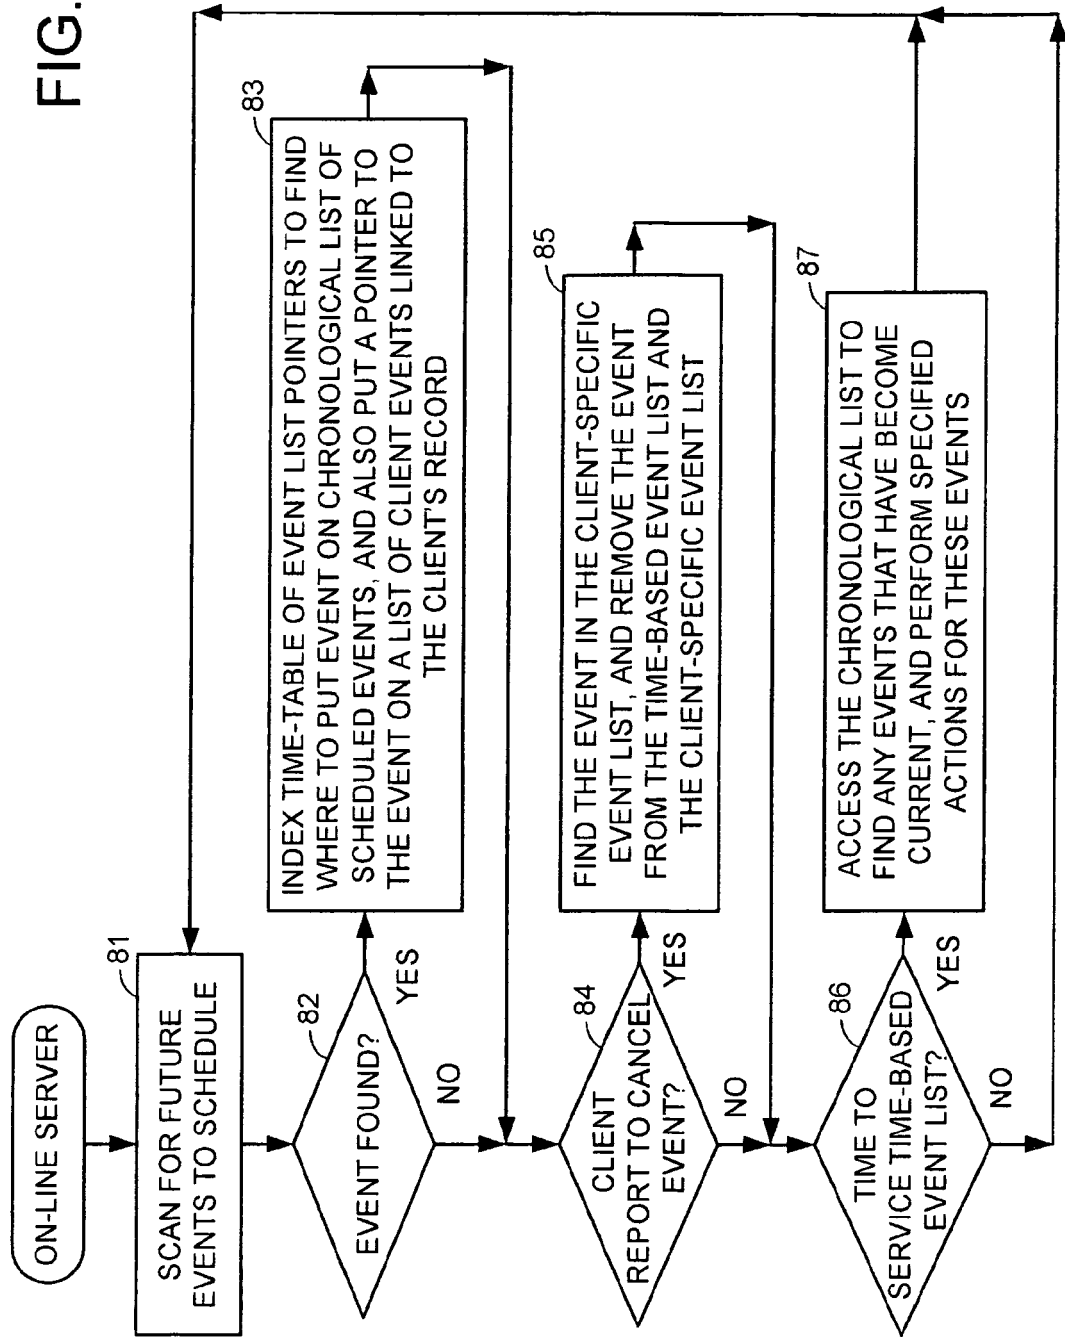 FIG.
ON-LINE SERVER
81
SCAN FOR FUTURE
EVENTS TO SCHEDULE
82
EVENT FOUND?
YES
NO
83
INDEX TIME-TABLE OF EVENT LIST POINTERS TO FIND
WHERE TO PUT EVENT ON CHRONOLOGICAL LIST OF
SCHEDULED EVENTS, AND ALSO PUT A POINTER TO
THE EVENT ON A LIST OF CLIENT EVENTS LINKED TO
THE CLIENT'S RECORD
84
CLIENT
REPORT TO CANCEL
EVENT?
YES
NO
85
FIND THE EVENT IN THE CLIENT-SPECIFIC
EVENT LIST, AND REMOVE THE EVENT
FROM THE TIME-BASED EVENT LIST AND
THE CLIENT-SPECIFIC EVENT LIST
86
TIME TO
SERVICE TIME-BASED
EVENT LIST?
YES
NO
87
ACCESS THE CHRONOLOGICAL LIST TO
FIND ANY EVENTS THAT HAVE BECOME
CURRENT, AND PERFORM SPECIFIED
ACTIONS FOR THESE EVENTS